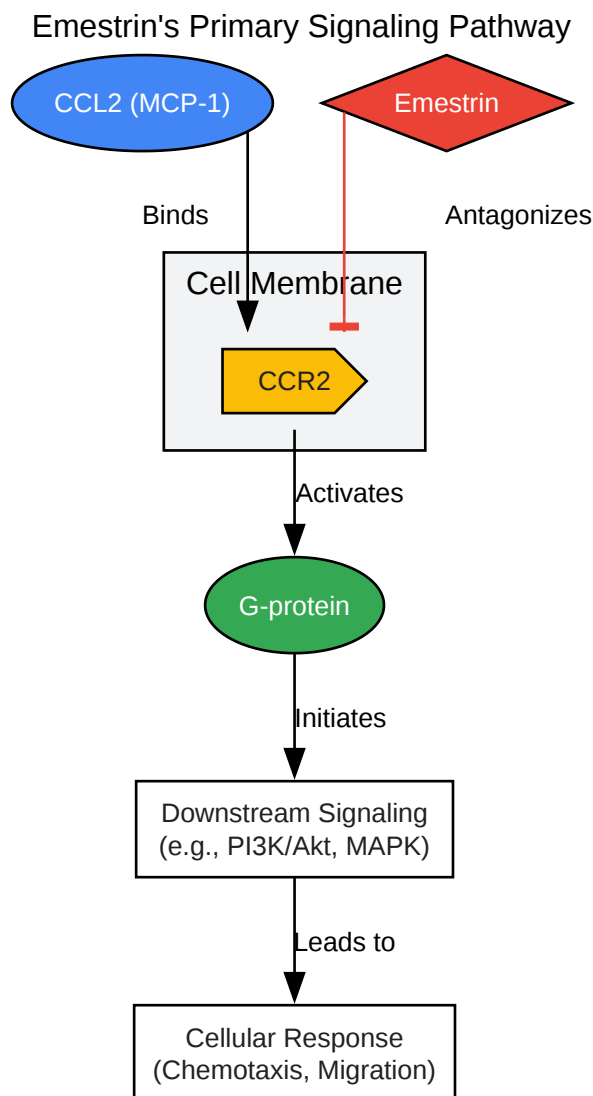 Emestrin's Primary Signaling Pathway
CCL2 (MCP-1)
Emestrin
Binds
Antagonizes
Cell Membrane
CCR2
Activates
G-protein
Initiates
Downstream Signaling
(e.g., PI3K/Akt, MAPK)
Leads to
Cellular Response
(Chemotaxis, Migration)